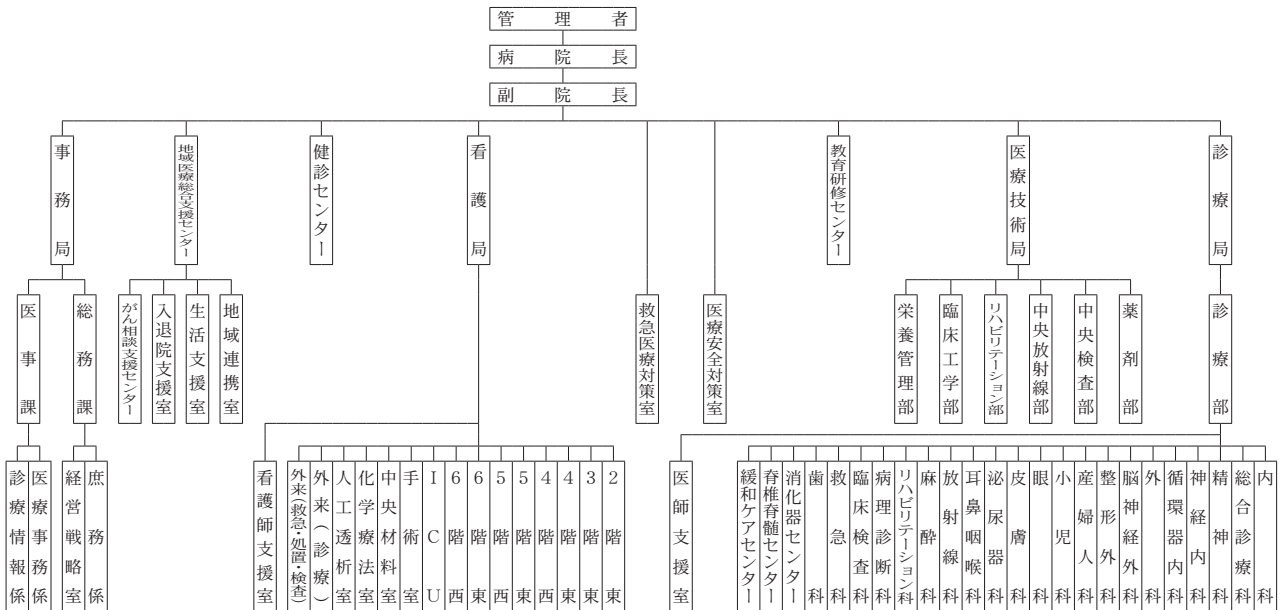 管理者
病院長
副院長
事務局
地域医療総合支援センター
健診センター
看護局
教育研修センター
医療技術局
診療局
医事課
総務課
がん相談支援センター
入退院支援室
生活支援室
地域連携室
救急医療対策室
医療安全対策室
栄養管理部
臨床工学部
リハビリテーション部
中央放射線部
中央検査部
薬剤部
診療部
診療情報係
医療事務係
経営戦略室
庶務係
看護師支援室
外来(救急・処置・検査)
外来(診療)
人工透析室
化学療法室
中央材料室
手術室
ICU
6階西
6階東
5階西
5階東
4階西
4階東
3階東
2階東
医師支援室
緩和ケアセンター
脊椎脊髄センター
消化器センター
歯科
救急科
臨床検査科
病理診断科
リハビリテーション科
麻酔科
放射線科
耳鼻咽喉科
泌尿器科
皮膚科
眼科
小児科
産婦人科
整形外科
脳神経外科
外科
循環器内科
神経内科
精神科
総合診療科
内科